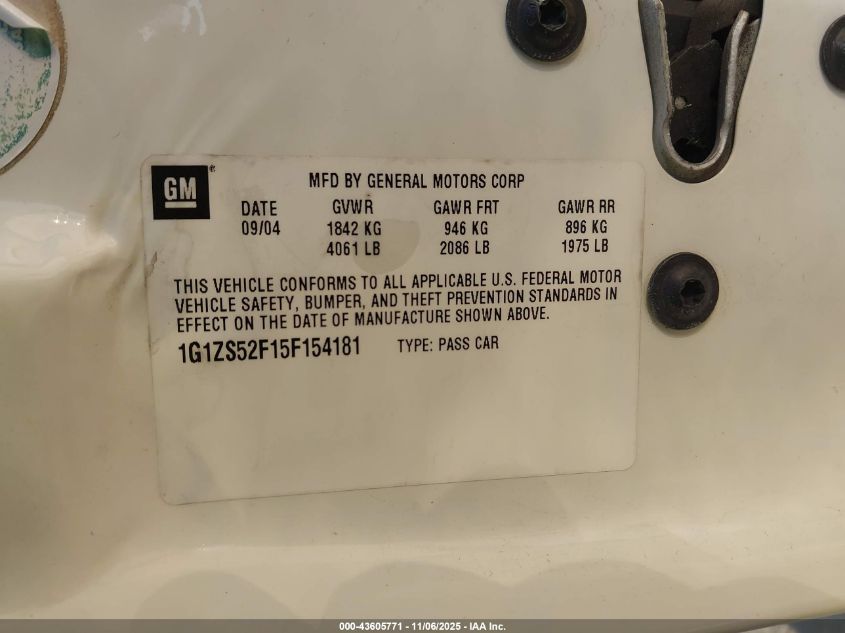 GM
MFD BY GENERAL MOTORS CORP
DATE GVWR GAWR FRT GAWR RR
09/04 1842 KG 946 KG 896 KG
4061 LB 2086 LB 1975 LB
THIS VEHICLE CONFORMS TO ALL APPLICABLE U.S. FEDERAL MOTOR
VEHICLE SAFETY, BUMPER, AND THEFT PREVENTION STANDARDS IN
EFFECT ON THE DATE OF MANUFACTURE SHOWN ABOVE.
1G1ZS52F15F154181 TYPE: PASS CAR
000-43605771 - 11/06/2025 - IAA Inc.